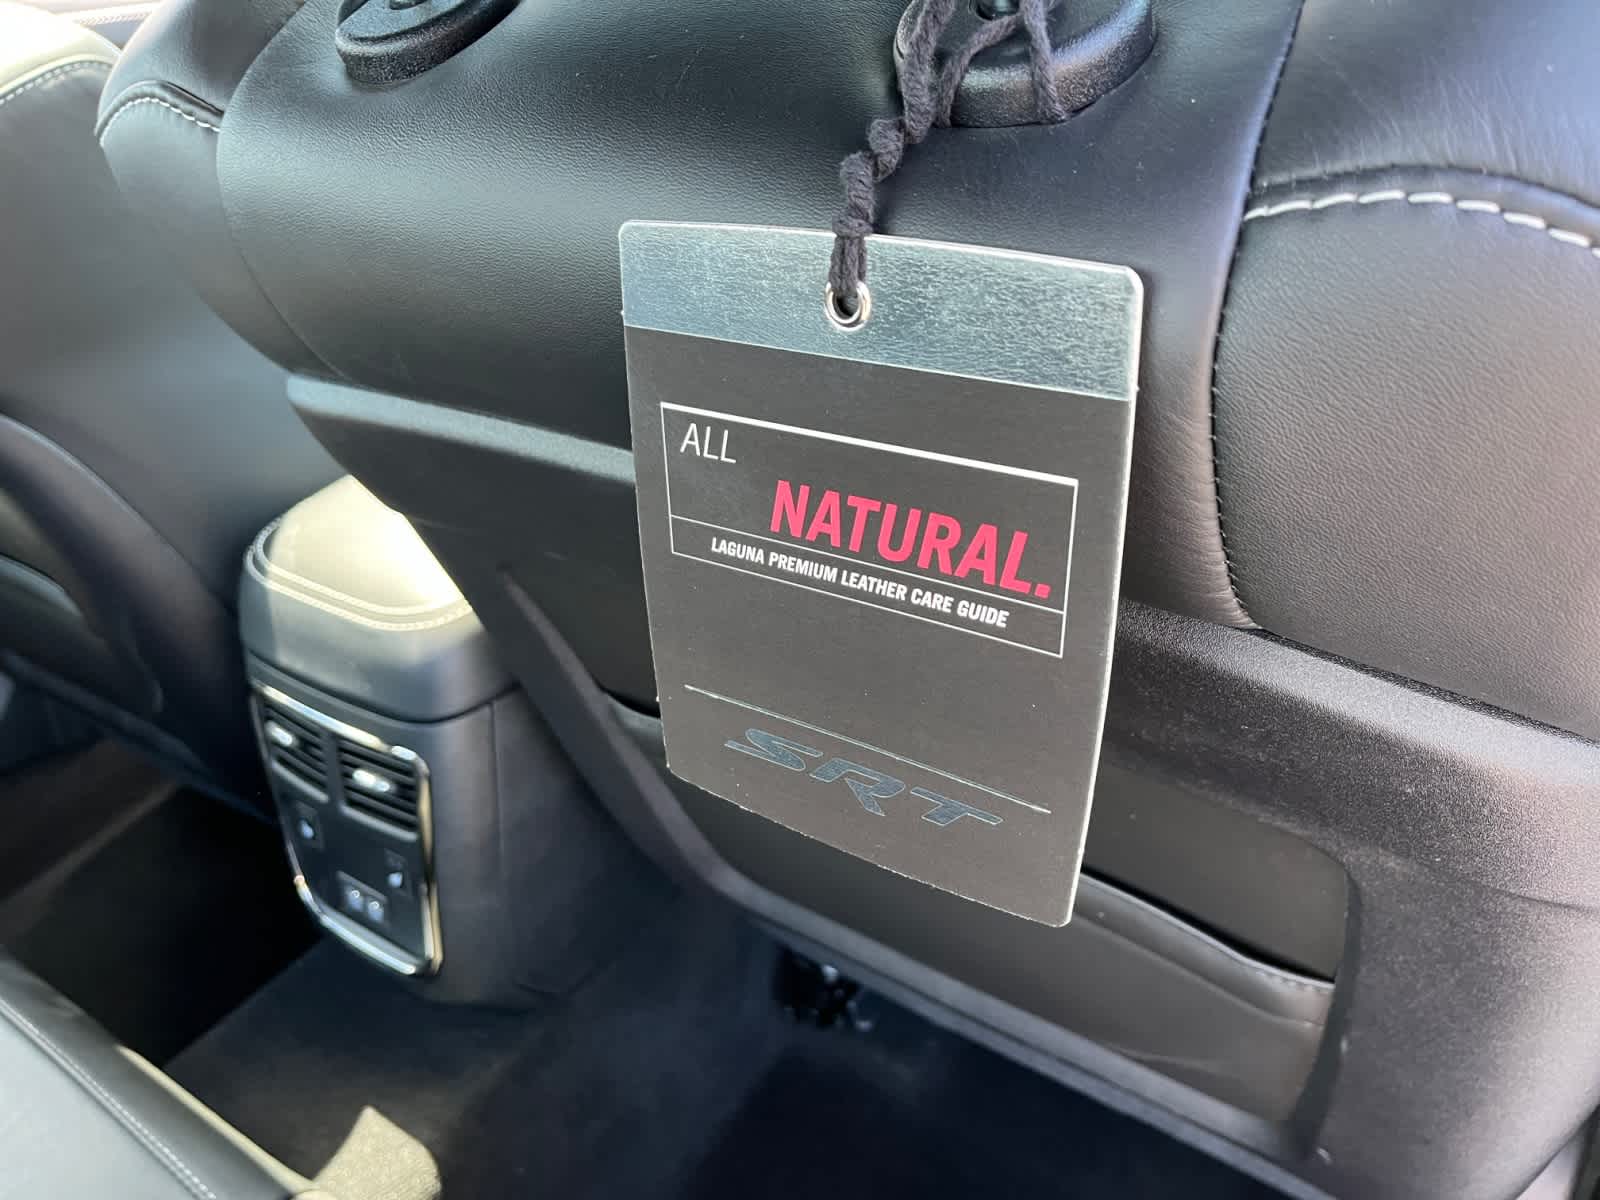 ALL
NATURAL.
LAGUNA PREMIUM LEATHER CARE GUIDE
SRT